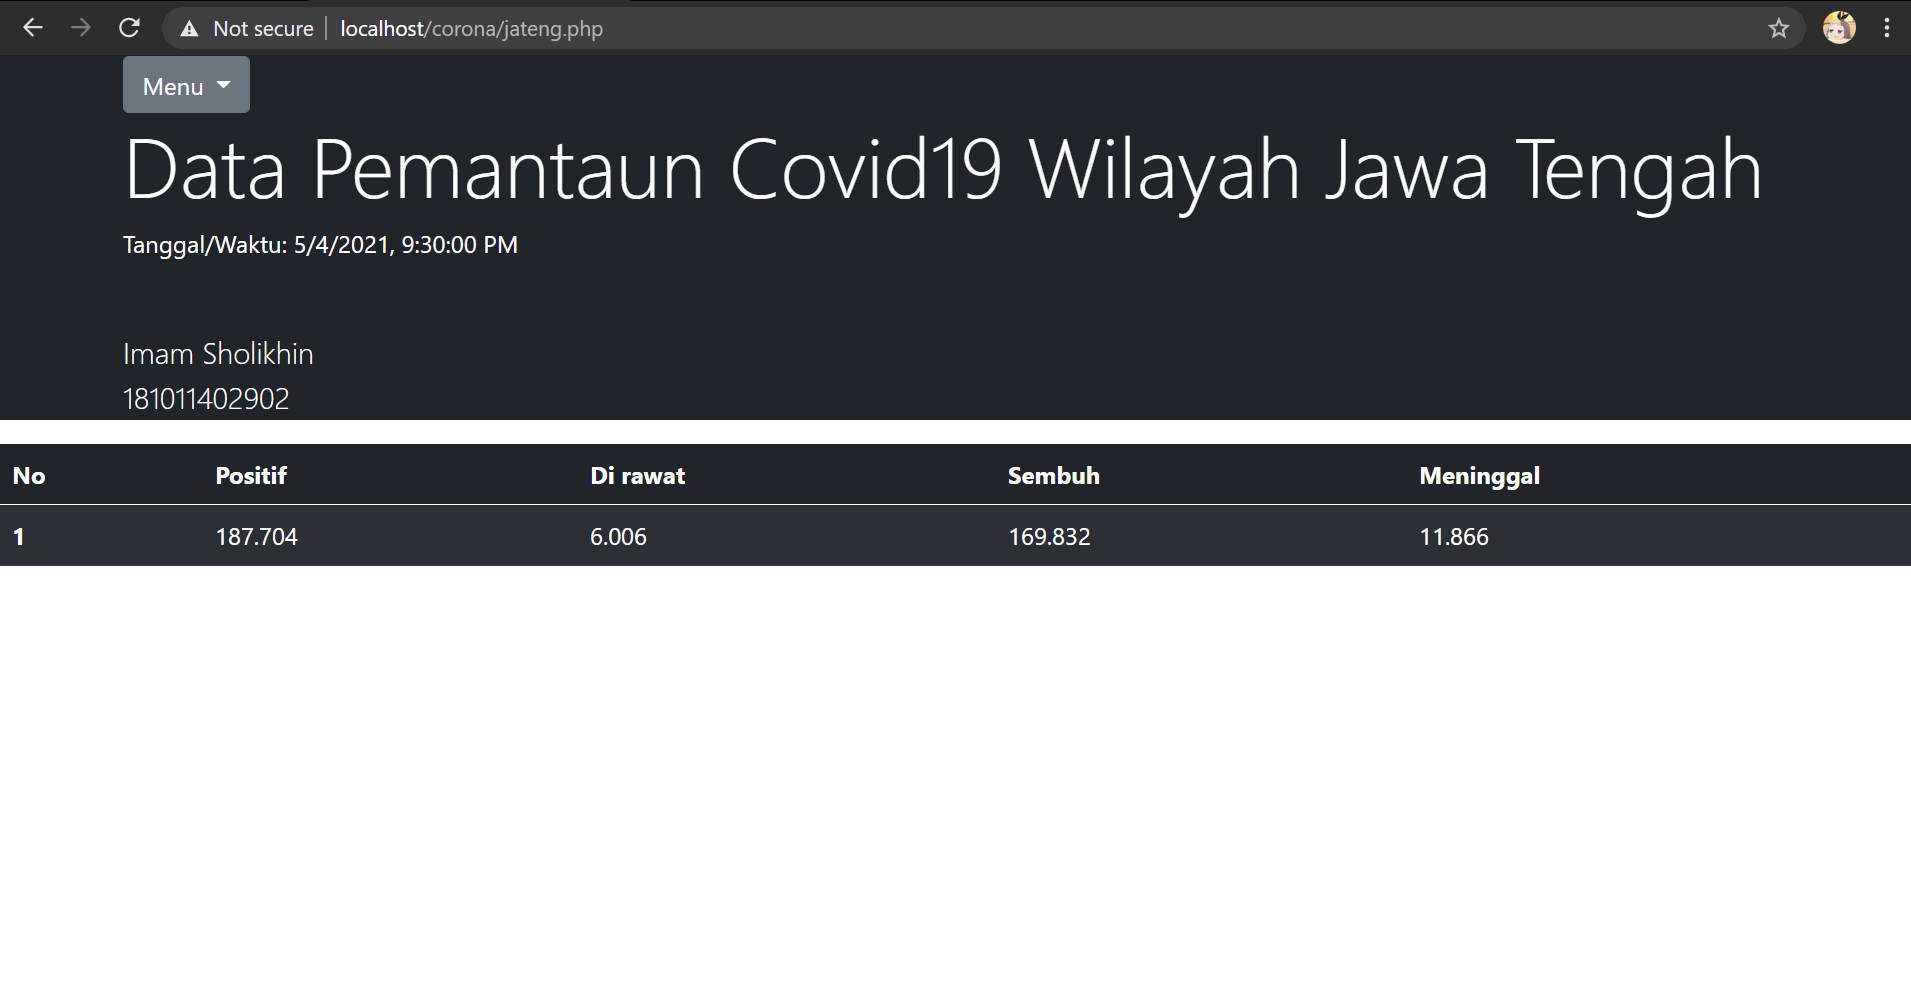 Not secure | localhost/corona/jateng.php
Menu
Data Pemantaun Covid19 Wilayah Jawa Tengah
Tanggal/Waktu: 5/4/2021, 9:30:00 PM
Imam Sholikhin
181011402902
No Positif Di rawat Sembuh Meninggal
1 187.704 6.006 169.832 11.866